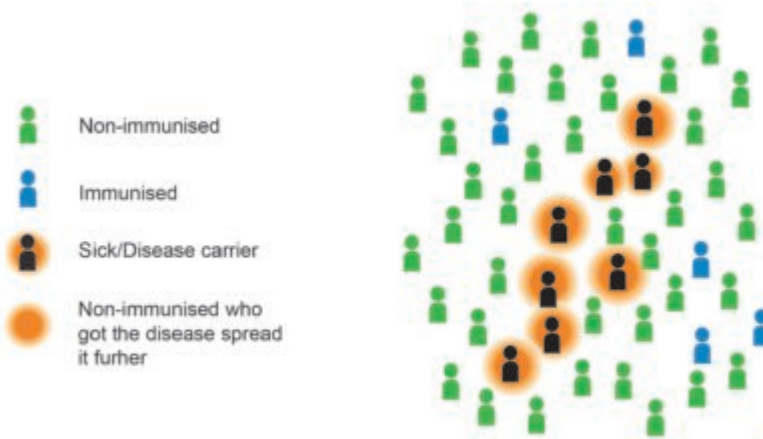 Non-immunised
Immunised
Sick/Disease carrier
Non-immunised who
got the disease spread
it furher